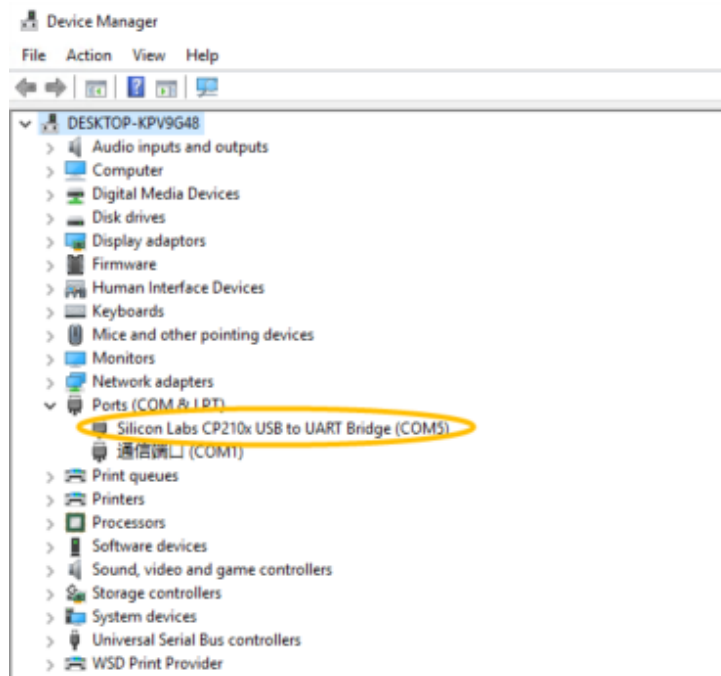 Device Manager
File Action View Help
DESKTOP-KPV9G48
Audio inputs and outputs
Computer
Digital Media Devices
Disk drives
Display adaptors
Firmware
Human Interface Devices
Keyboards
Mice and other pointing devices
Monitors
Network adapters
Ports (COM & LPT)
Silicon Labs CP210x USB to UART Bridge (COM5)
通信端口 (COM1)
Print queues
Printers
Processors
Software devices
Sound, video and game controllers
Storage controllers
System devices
Universal Serial Bus controllers
WSD Print Provider